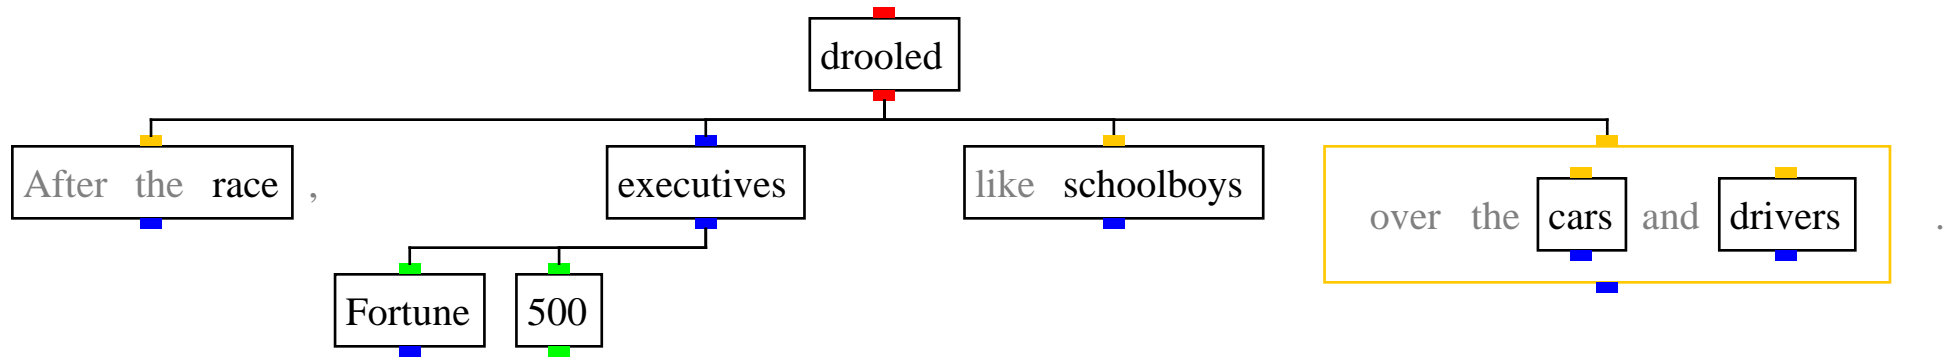 drooled
After the race , executives like schoolboys over the cars and drivers .
Fortune 500